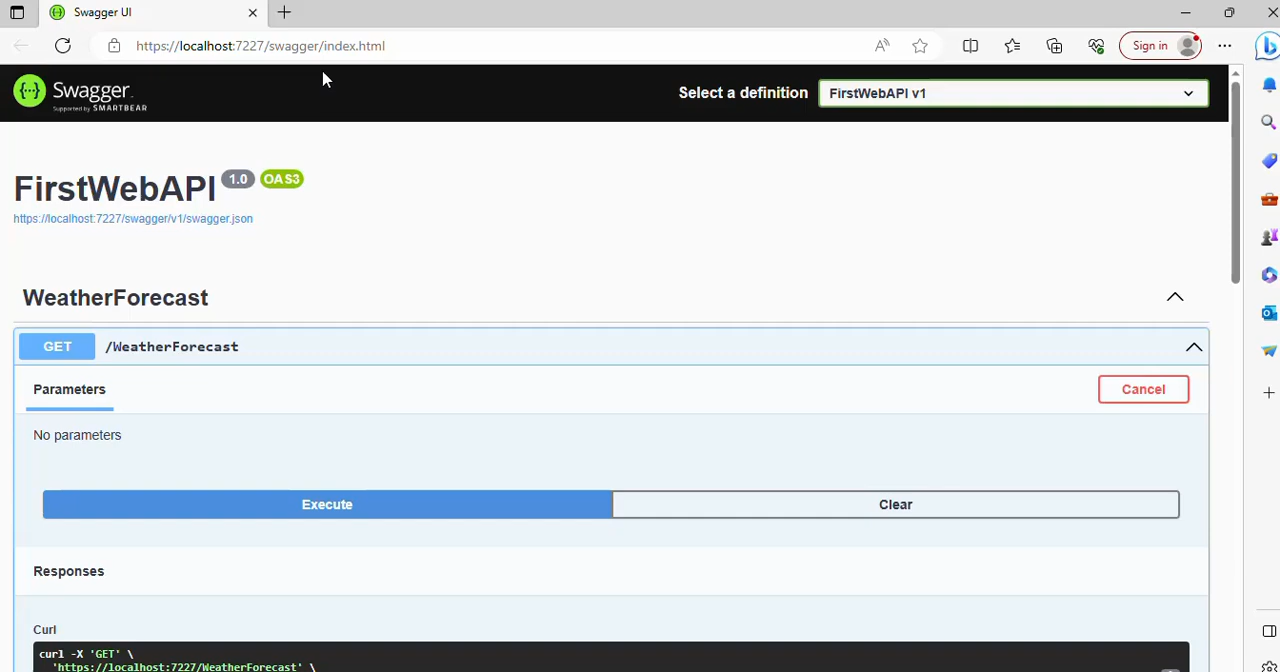 Swagger UI
https://localhost:7227/swagger/index.html
Sign in
Swagger
Supported by SMARTBEAR
Select a definition
FirstWebAPI v1
FirstWebAPI 1.0 OAS3
https://localhost:7227/swagger/v1/swagger.json
WeatherForecast
GET /WeatherForecast
Parameters
Cancel
No parameters
Execute
Clear
Responses
Curl
curl -X 'GET' \
'https://localhost:7227/WeatherForecast' \